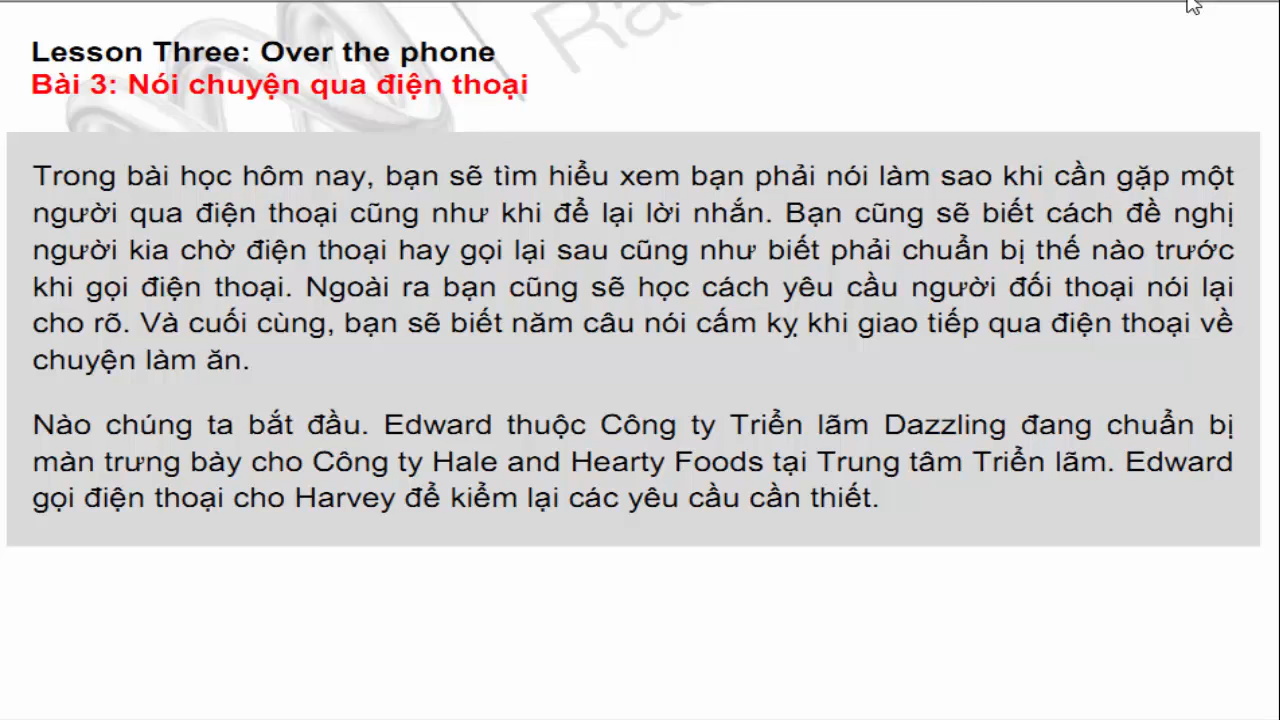 Lesson Three: Over the phone
Bài 3: Nói chuyện qua điện thoại
Trong bài học hôm nay, bạn sẽ tìm hiểu xem bạn phải nói làm sao khi cần gặp một
người qua điện thoại cũng như khi để lại lời nhắn. Bạn cũng sẽ biết cách đề nghị
người kia chờ điện thoại hay gọi lại sau cũng như biết phải chuẩn bị thế nào trước
khi gọi điện thoại. Ngoài ra bạn cũng sẽ học cách yêu cầu người đối thoại nói lại
cho rõ. Và cuối cùng, bạn sẽ biết năm câu nói cấm kỵ khi giao tiếp qua điện thoại về
chuyện làm ăn.
Nào chúng ta bắt đầu. Edward thuộc Công ty Triển lãm Dazzling đang chuẩn bị
màn trưng bày cho Công ty Hale and Hearty Foods tại Trung tâm Triển lãm. Edward
gọi điện thoại cho Harvey để kiểm lại các yêu cầu cần thiết.